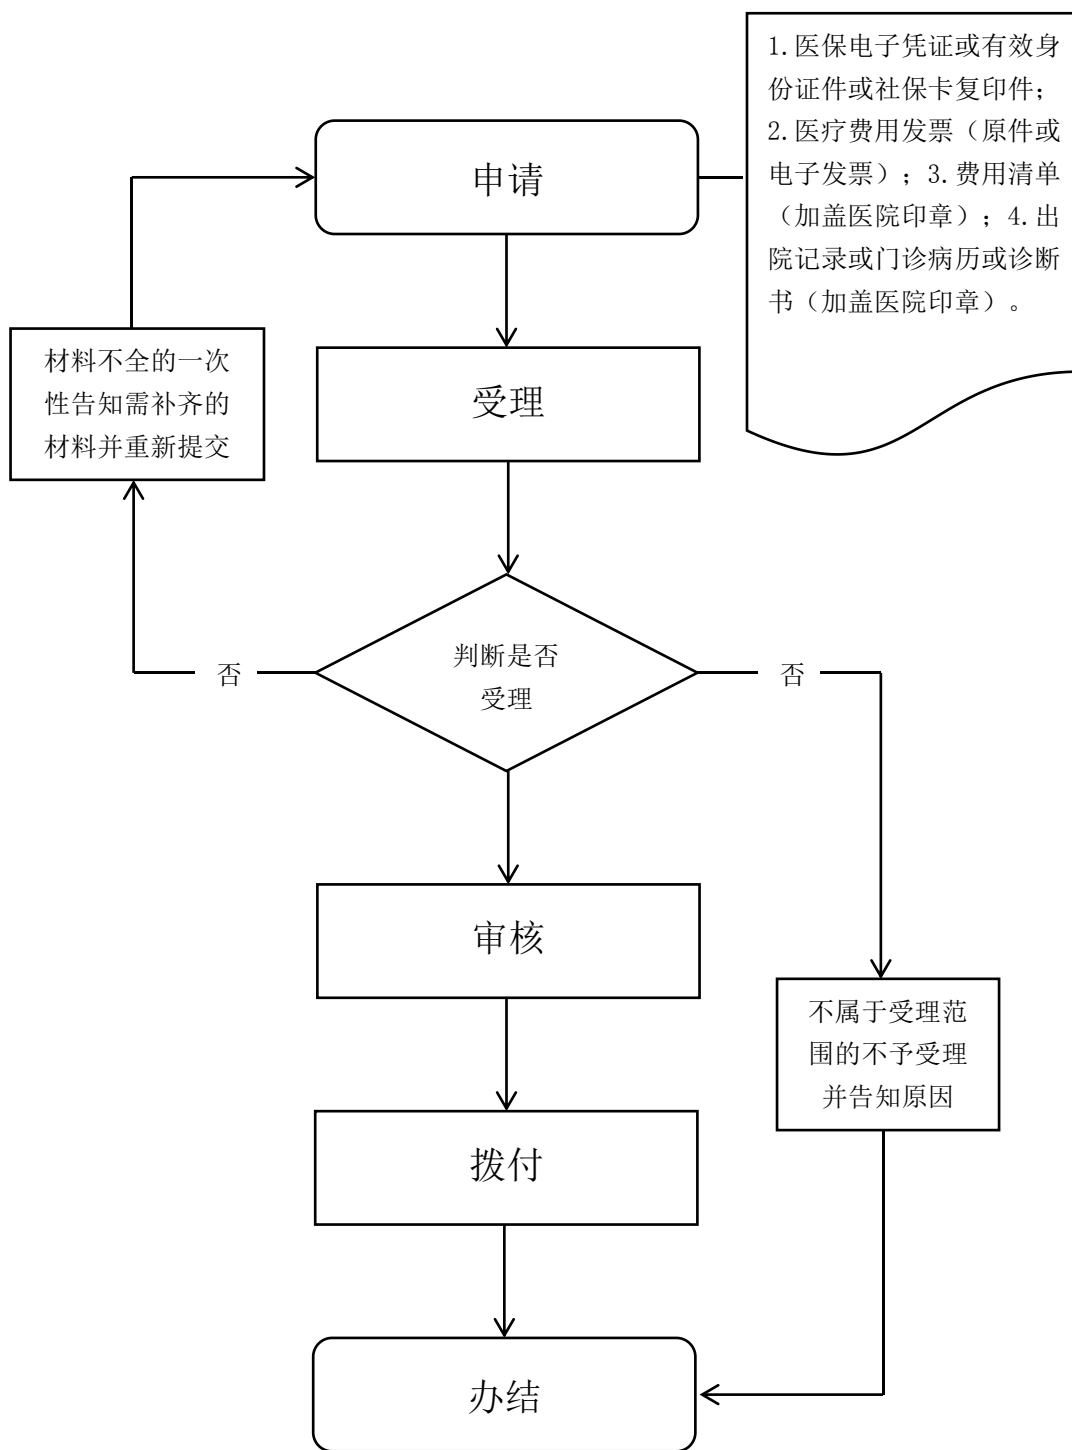 1.医保电子凭证或有效身
份证件或社保卡复印件；
2.医疗费用发票（原件或
电子发票）；3.费用清单
（加盖医院印章）；4.出
院记录或门诊病历或诊断
书（加盖医院印章）。
申请
材料不全的一次
性告知需补齐的
材料并重新提交
受理
判断是否
受理
否
否
审核
不属于受理范
围的不予受理
并告知原因
拨付
办结